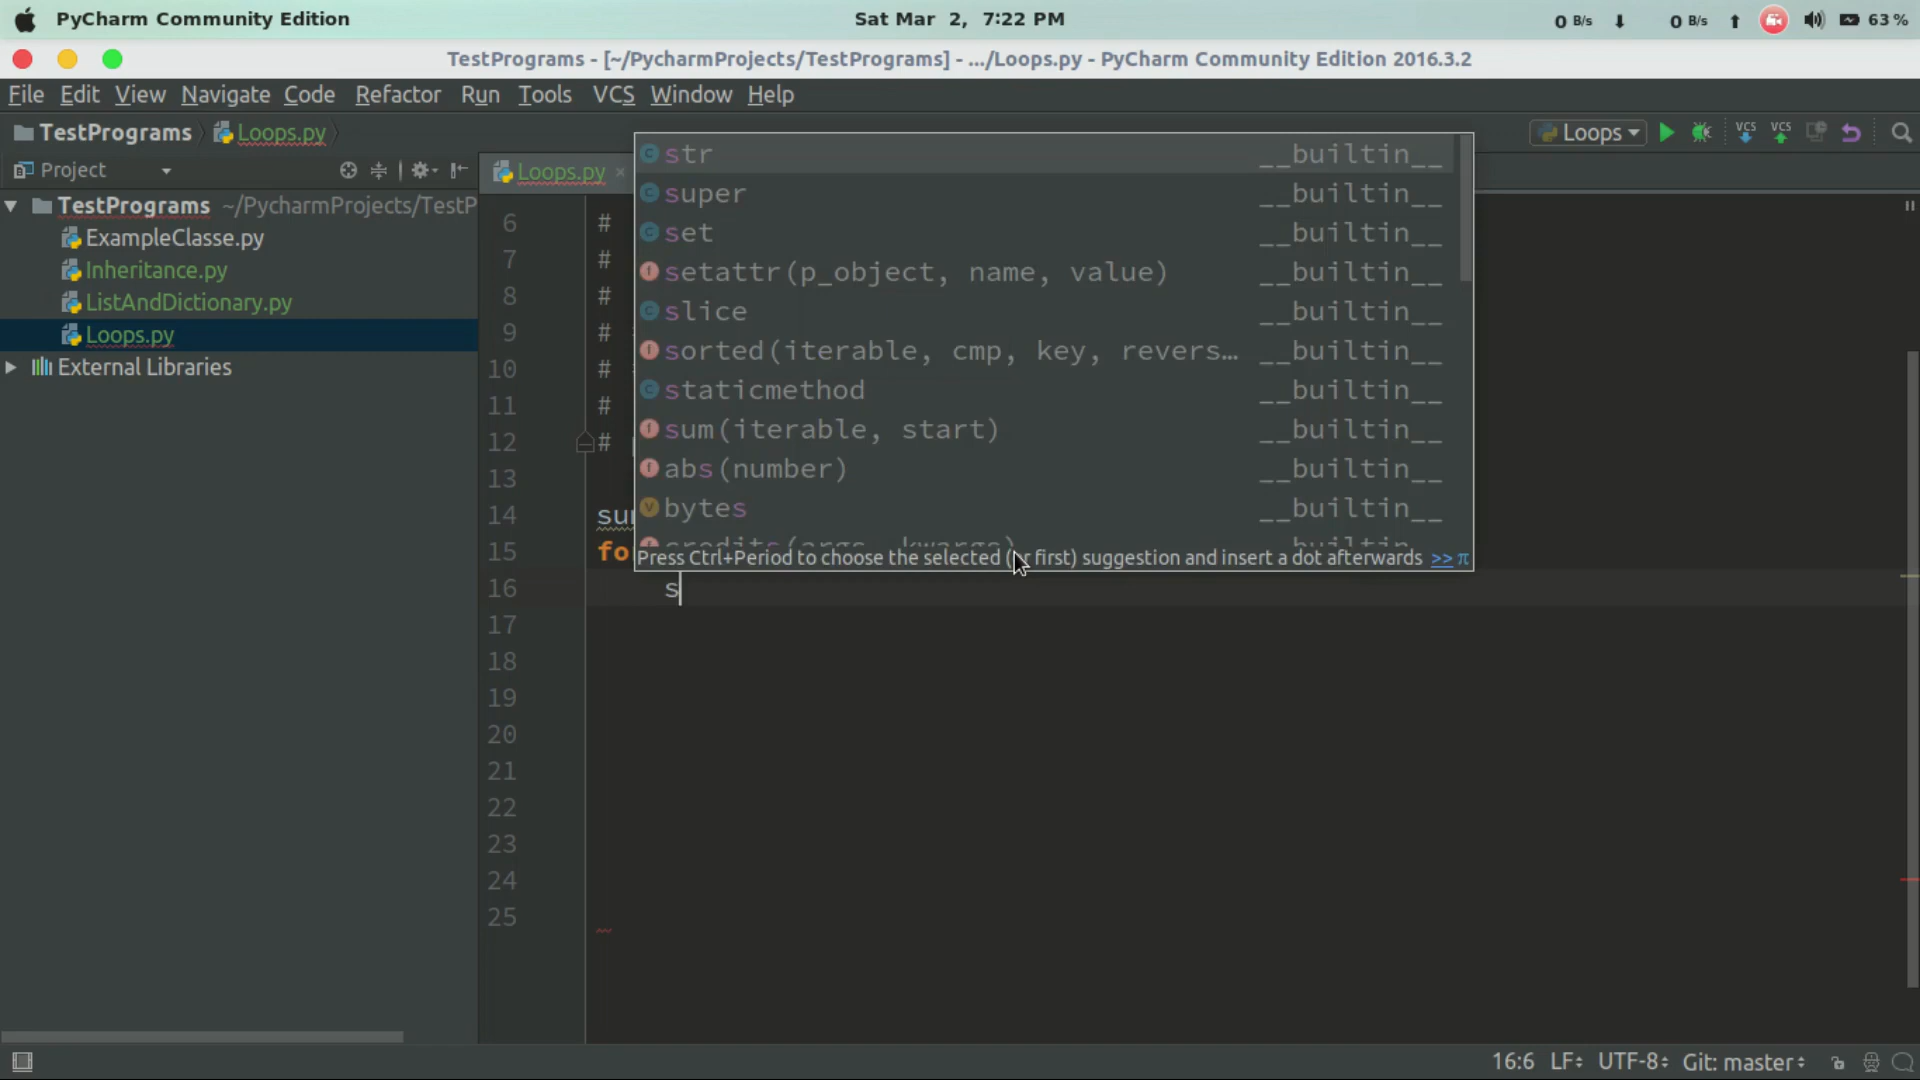 PyCharm Community Edition
Sat Mar 2, 7:22 PM
0 B/s
0 B/s
63 %
TestPrograms - [~/PycharmProjects/TestPrograms] - .../Loops.py - PyCharm Community Edition 2016.3.2
File Edit View Navigate Code Refactor Run Tools VCS Window Help
TestPrograms
Loops.py
Loops
VCS
VCS
Project
Loops.py
TestPrograms ~/PycharmProjects/TestP
ExampleClasse.py
Inheritance.py
ListAndDictionary.py
Loops.py
External Libraries
str __builtin__
super __builtin__
set __builtin__
setattr(p_object, name, value) __builtin__
slice __builtin__
sorted(iterable, cmp, key, revers… __builtin__
staticmethod __builtin__
sum(iterable, start) __builtin__
abs(number) __builtin__
bytes __builtin__
Press Ctrl+Period to choose the selected (or first) suggestion and insert a dot afterwards >> π
6 #
7 #
8 #
9 #
10 #
11 #
12 #
13
14
15 fo
16 s
17
18
19
20
21
22
23
24
25
16:6 LF UTF-8 Git: master